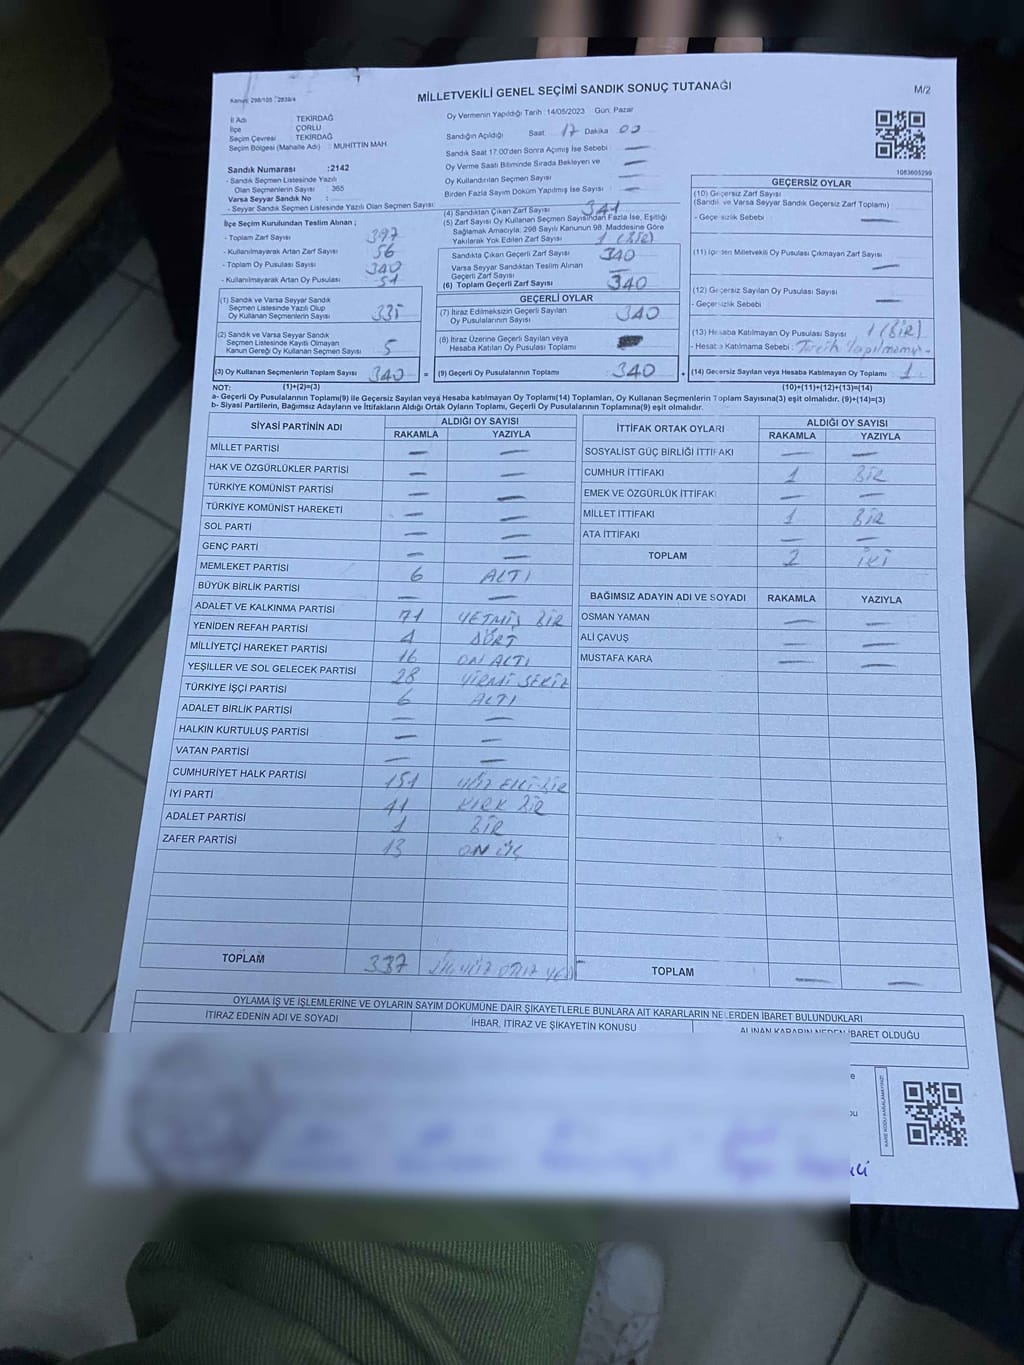 Kanun: 298/105 - 2839/4
MİLLETVEKİLİ GENEL SEÇİMİ SANDIK SONUÇ TUTANAĞI
M/2
İl Adı TEKİRDAĞ
İlçe ÇORLU
Seçim Çevresi TEKİRDAĞ
Seçim Bölgesi (Mahalle Adı) : MUHİTTİN MAH.
Sandık Numarası :2142
- Sandık Seçmen Listesinde Yazılı
Olan Seçmenlerin Sayısı : 365
Varsa Seyyar Sandık No :
- Seyyar Sandık Seçmen Listesinde Yazılı Olan Seçmen Sayısı:
Oy Vermenin Yapıldığı Tarih :14/05/2023 Gün: Pazar
Sandığın Açıldığı Saat 17 Dakika 00
Sandık Saat 17:00'den Sonra Açılmış İse Sebebi : —
Oy Verme Saati Bitiminde Sırada Bekleyen ve
Oy Kullandırılan Seçmen Sayısı : —
Birden Fazla Sayım Döküm Yapılmış İse Sayısı : —
1083605299
İlçe Seçim Kurulundan Teslim Alınan ;
- Toplam Zarf Sayısı 397
- Kullanılmayarak Artan Zarf Sayısı 56
- Toplam Oy Pusulası Sayısı 340
- Kullanılmayarak Artan Oy Pusulası
(1) Sandık ve Varsa Seyyar Sandık
Seçmen Listesinde Yazılı Olup
Oy Kullanan Seçmenlerin Sayısı 335
(2) Sandık ve Varsa Seyyar Sandık
Seçmen Listesinde Kayıtlı Olmayan
Kanun Gereği Oy Kullanan Seçmen Sayısı 5
(3) Oy Kullanan Seçmenlerin Toplam Sayısı 340 =
(4) Sandıktan Çıkan Zarf Sayısı 341
(5) Zarf Sayısı Oy Kullanan Seçmen Sayısından Fazla İse, Eşitliği
Sağlamak Amacıyla; 298 Sayılı Kanunun 98. Maddesine Göre
Yakılarak Yok Edilen Zarf Sayısı 1 (BİR)
Sandıkta Çıkan Geçerli Zarf Sayısı 340
Varsa Seyyar Sandıktan Teslim Alınan
Geçerli Zarf Sayısı —
(6) Toplam Geçerli Zarf Sayısı 340
GEÇERLİ OYLAR
(7) İtiraz Edilmeksizin Geçerli Sayılan
Oy Pusulalarının Sayısı 340
(8) İtiraz Üzerine Geçerli Sayılan veya
Hesaba Katılan Oy Pusulası Toplamı
(9) Geçerli Oy Pusulalarının Toplamı 340 +
GEÇERSİZ OYLAR
(10) Geçersiz Zarf Sayısı
(Sandık ve Varsa Seyyar Sandık Geçersiz Zarf Toplamı)
- Geçersizlik Sebebi : —
(11) İçinden Milletvekili Oy Pusulası Çıkmayan Zarf Sayısı
—
(12) Geçersiz Sayılan Oy Pusulası Sayısı
- Geçersizlik Sebebi : —
(13) Hesaba Katılmayan Oy Pusulası Sayısı 1 (BİR)
- Hesaba Katılmama Sebebi : Tercih Yapılmamış
(14) Geçersiz Sayılan veya Hesaba Katılmayan Oy Toplamı : 1
NOT: (1)+(2)=(3) (10)+(11)+(12)+(13)=(14)
a- Geçerli Oy Pusulalarının Toplamı(9) ile Geçersiz Sayılan veya Hesaba katılmayan Oy Toplamı(14) Toplamları, Oy Kullanan Seçmenlerin Toplam Sayısına(3) eşit olmalıdır. (9)+(14)=(3)
b- Siyasi Partilerin, Bağımsız Adayların ve İttifakların Aldığı Ortak Oyların Toplamı, Geçerli Oy Pusulalarının Toplamına(9) eşit olmalıdır.
SİYASİ PARTİNİN ADI ALDIĞI OY SAYISI
RAKAMLA YAZIYLA
MİLLET PARTİSİ — —
HAK VE ÖZGÜRLÜKLER PARTİSİ — —
TÜRKİYE KOMÜNİST PARTİSİ — —
TÜRKİYE KOMÜNİST HAREKETİ — —
SOL PARTİ — —
GENÇ PARTİ — —
MEMLEKET PARTİSİ 6 ALTI
BÜYÜK BİRLİK PARTİSİ — —
ADALET VE KALKINMA PARTİSİ 71 YETMİŞ BİR
YENİDEN REFAH PARTİSİ 4 DÖRT
MİLLİYETÇİ HAREKET PARTİSİ 16 ON ALTI
YEŞİLLER VE SOL GELECEK PARTİSİ 28 YİRMİ SEKİZ
TÜRKİYE İŞÇİ PARTİSİ 6 ALTI
ADALET BİRLİK PARTİSİ — —
HALKIN KURTULUŞ PARTİSİ — —
VATAN PARTİSİ — —
CUMHURİYET HALK PARTİSİ 151 YÜZ ELLİ BİR
İYİ PARTİ 41 KIRK BİR
ADALET PARTİSİ 1 BİR
ZAFER PARTİSİ 13 ON ÜÇ
TOPLAM 337
İTTİFAK ORTAK OYLARI ALDIĞI OY SAYISI
RAKAMLA YAZIYLA
SOSYALİST GÜÇ BİRLİĞİ İTTİFAKI — —
CUMHUR İTTİFAKI 1 BİR
EMEK VE ÖZGÜRLÜK İTTİFAKI — —
MİLLET İTTİFAKI 1 BİR
ATA İTTİFAKI — —
TOPLAM 2 İKİ
BAĞIMSIZ ADAYIN ADI VE SOYADI RAKAMLA YAZIYLA
OSMAN YAMAN — —
ALİ ÇAVUŞ — —
MUSTAFA KARA — —
TOPLAM — —
OYLAMA İŞ VE İŞLEMLERİNE VE OYLARIN SAYIM DÖKÜMÜNE DAİR ŞİKAYETLERLE BUNLARA AİT KARARLARIN NELERDEN İBARET BULUNDUKLARI
İTİRAZ EDENİN ADI VE SOYADI İHBAR, İTİRAZ VE ŞİKAYETİN KONUSU ALINAN KARARIN NEDEN İBARET OLDUĞU